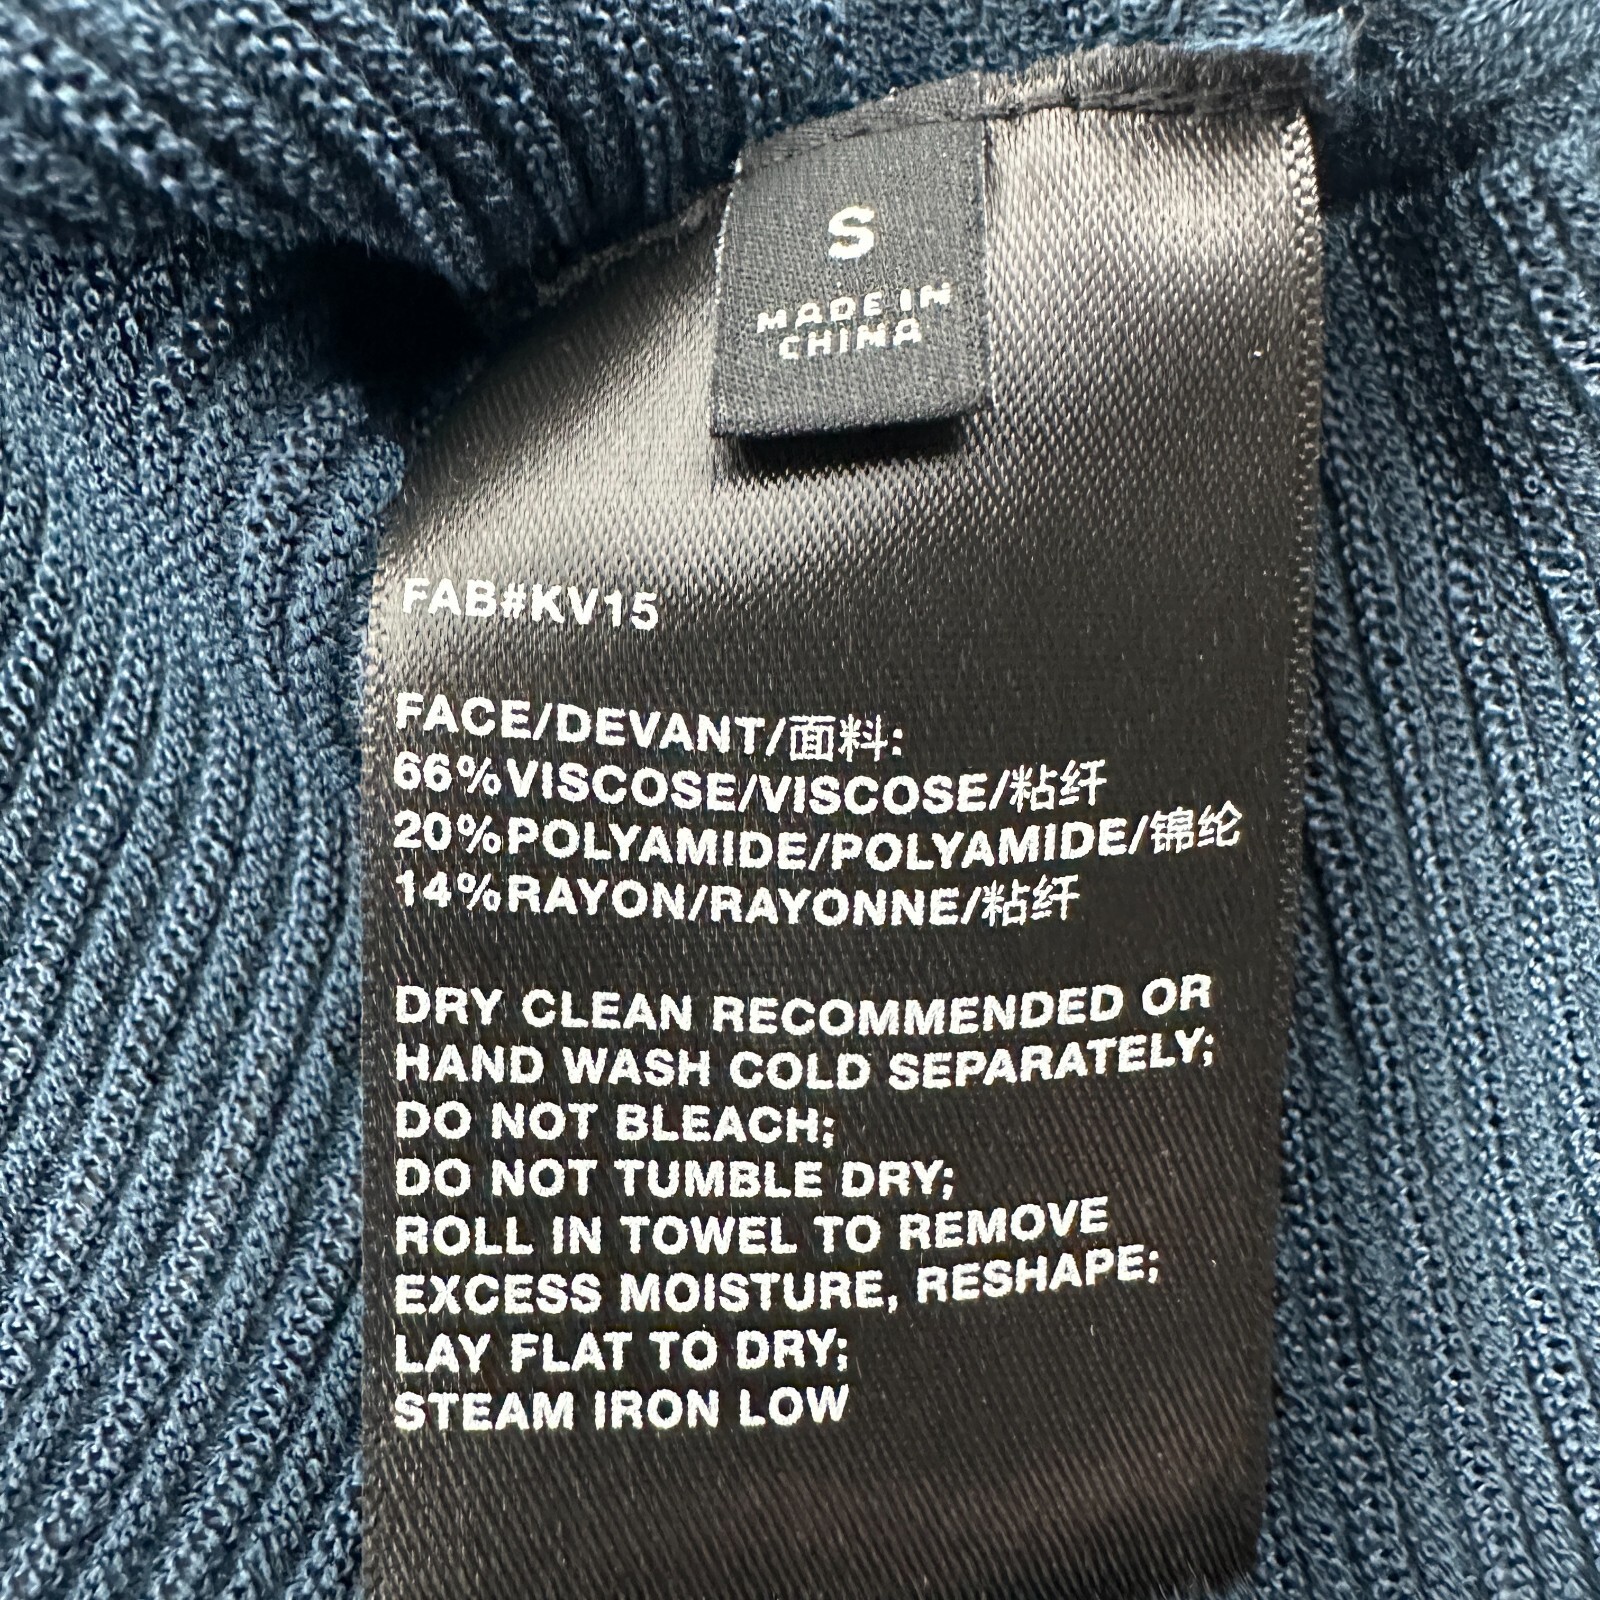 S
MADE IN
CHINA
FAB#KV15
FACE/DEVANT/面料:
66%VISCOSE/VISCOSE/粘纤
20%POLYAMIDE/POLYAMIDE/锦纶
14%RAYON/RAYONNE/粘纤
DRY CLEAN RECOMMENDED OR
HAND WASH COLD SEPARATELY;
DO NOT BLEACH;
DO NOT TUMBLE DRY;
ROLL IN TOWEL TO REMOVE
EXCESS MOISTURE, RESHAPE;
LAY FLAT TO DRY;
STEAM IRON LOW